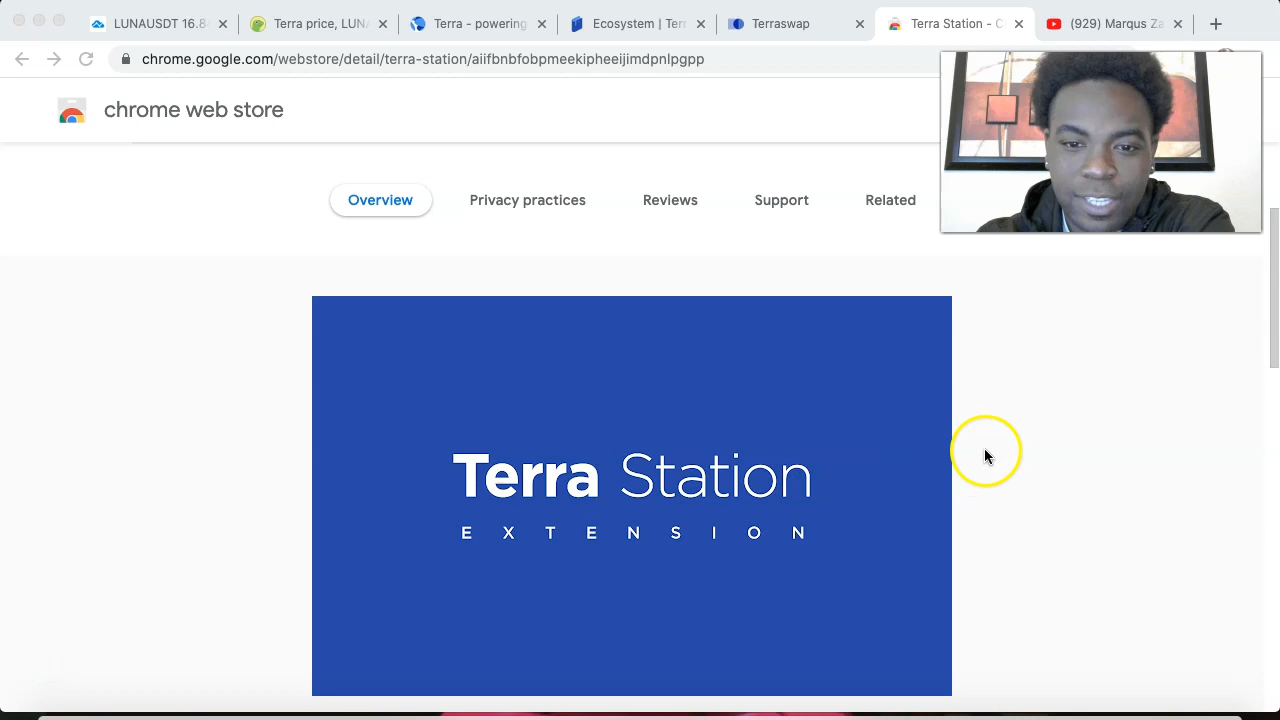 LUNAUSDT 16.8
Terra price, LUN
Terra - powering
Ecosystem | Ter
Terraswap
Terra Station - C
(929) Marqus Za
chrome.google.com/webstore/detail/terra-station/aiifbnbfobpmeekipheeijimdpnlpgpp
chrome web store
Overview
Privacy practices
Reviews
Support
Related
Terra Station
EXTENSION